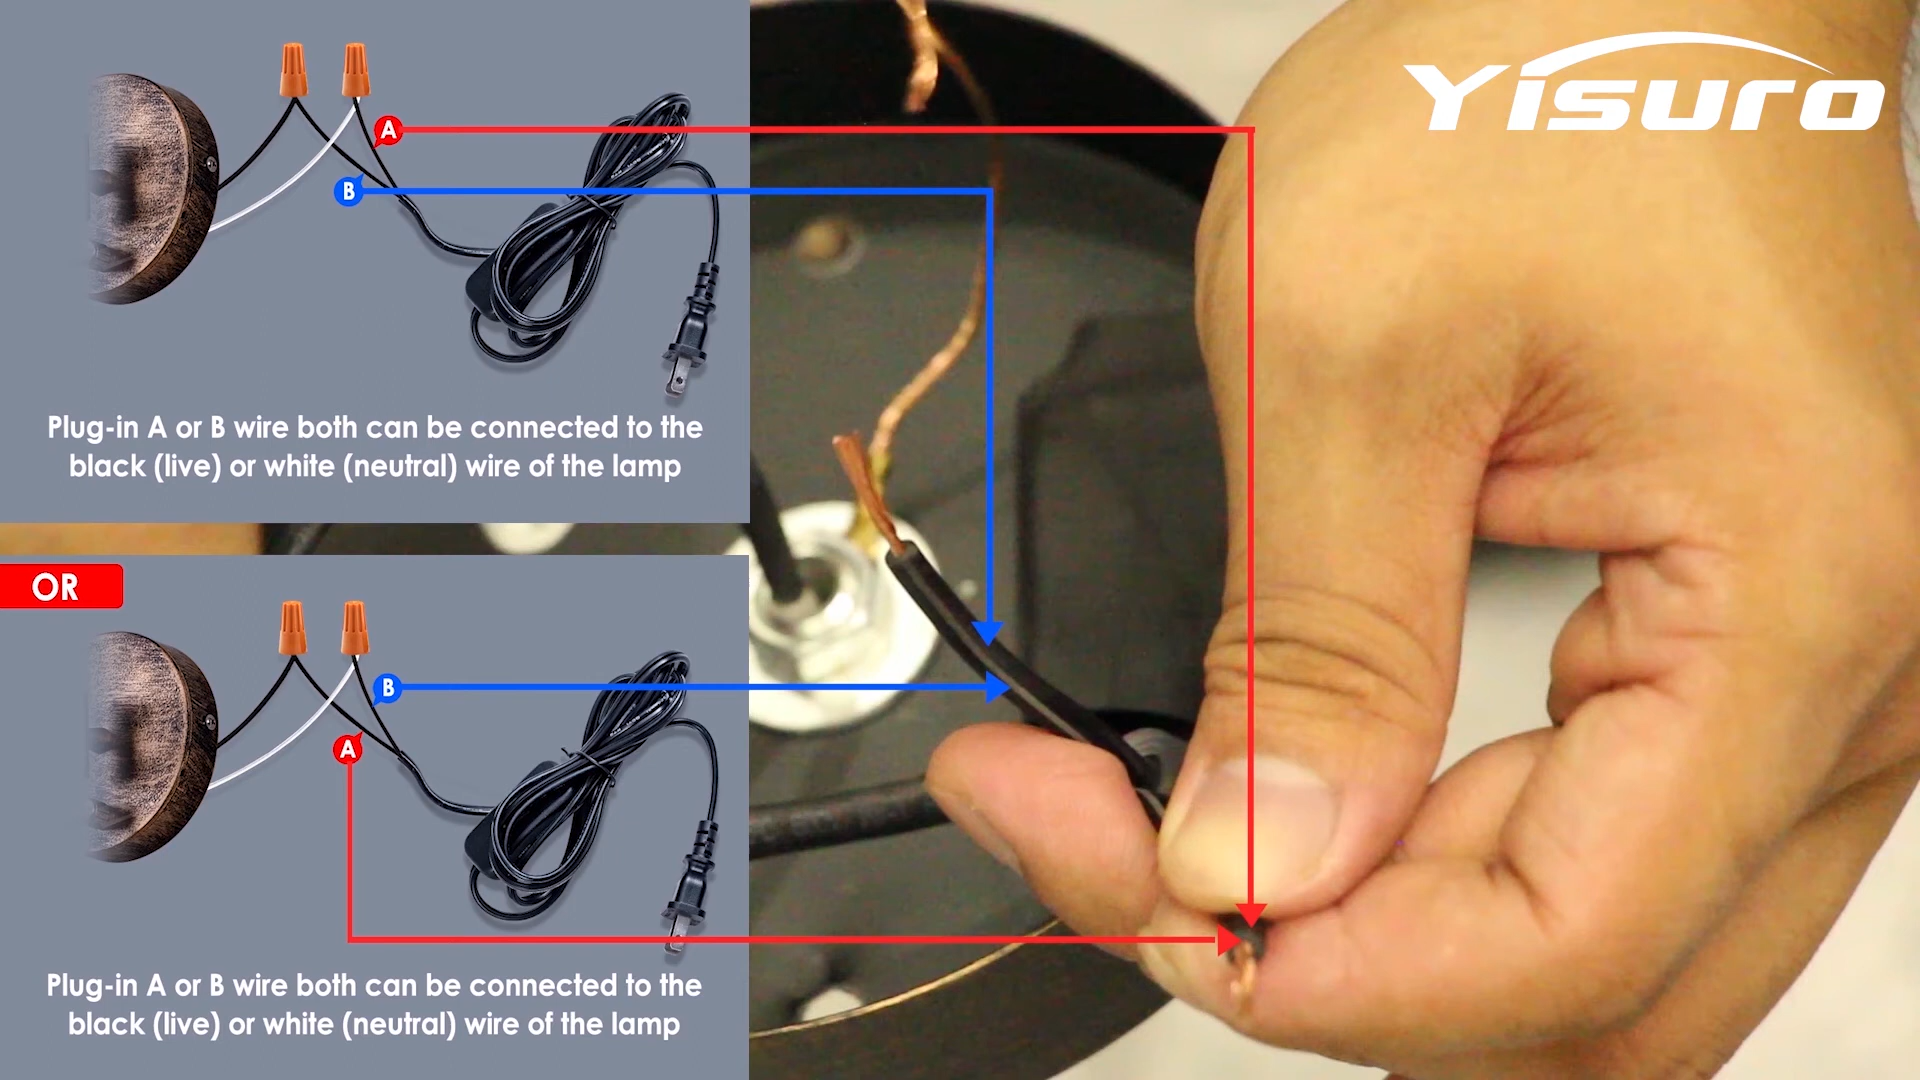 Yisuro
A
B
Plug-in A or B wire both can be connected to the
black (live) or white (neutral) wire of the lamp
OR
B
A
Plug-in A or B wire both can be connected to the
black (live) or white (neutral) wire of the lamp